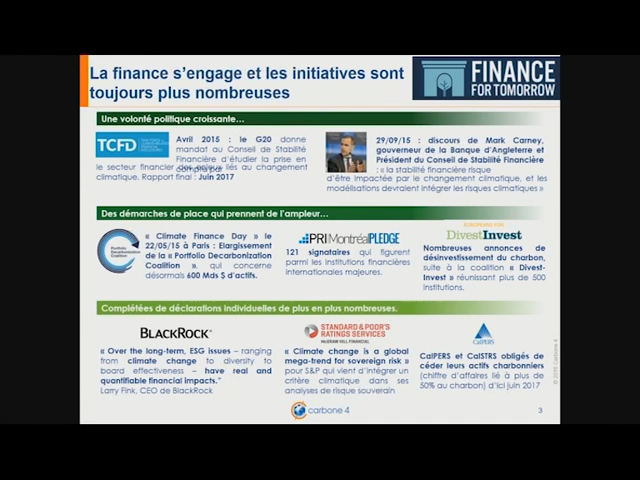 La finance s'engage et les initiatives sont
toujours plus nombreuses
FINANCE
FOR TOMORROW
Une volonté politique croissante…
TCFD
Avril 2015 : le G20 donne
mandat au Conseil de Stabilité
Financière d'étudier la prise en
compte par
le secteur financier des enjeux liés au changement
climatique. Rapport final : Juin 2017
29/09/15 : discours de Mark Carney,
gouverneur de la Banque d'Angleterre et
Président du Conseil de Stabilité Financière
: « la stabilité financière risque
d'être impactée par le changement climatique, et les
modélisations devraient intégrer les risques climatiques »
Des démarches de place qui prennent de l'ampleur…
Portfolio
Decarbonization
Coalition
« Climate Finance Day » le
22/05/15 à Paris : Elargissement de
la « Portfolio Decarbonization
Coalition », qui concerne
désormais 600 Mds $ d'actifs.
PRI MontréalPLEDGE
121 signataires qui figurent
parmi les institutions financières
internationales majeures.
DivestInvest
Nombreuses annonces de
désinvestissement du charbon,
suite à la coalition « Divest-
Invest » réunissant plus de 500
institutions.
Complétées de déclarations individuelles de plus en plus nombreuses.
BLACKROCK
« Over the long-term, ESG issues – ranging
from climate change to diversity to
board effectiveness – have real and
quantifiable financial impacts."
Larry Fink, CEO de BlackRock
STANDARD & POOR'S
RATINGS SERVICES
McGRAW HILL FINANCIAL
« Climate change is a global
mega-trend for sovereign risk »
pour S&P qui vient d'intégrer un
critère climatique dans ses
analyses de risque souverain
CalPERS
CalPERS et CalSTRS obligés de
céder leurs actifs charbonniers
(chiffre d'affaires lié à plus de
50% au charbon) d'ici juin 2017
carbone 4
3